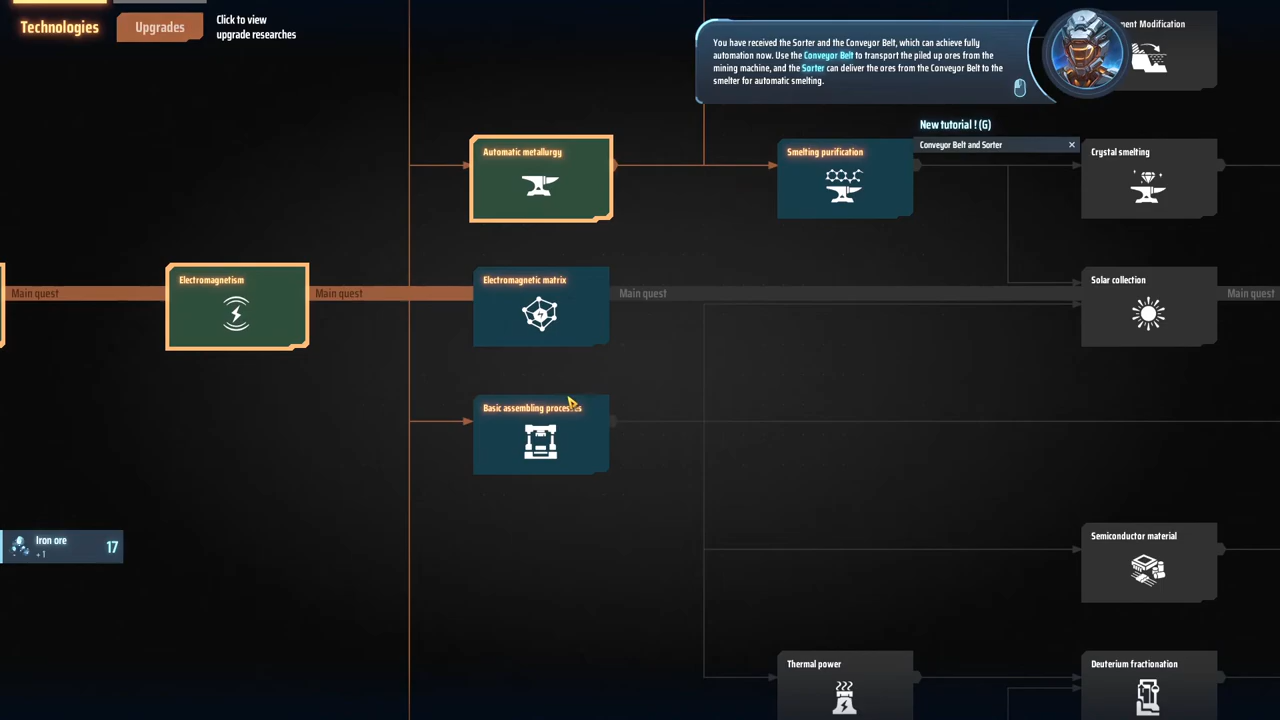 Technologies
Upgrades
Click to view
upgrade researches
You have received the Sorter and the Conveyor Belt, which can achieve fully
automation now. Use the Conveyor Belt to transport the piled up ores from the
mining machine, and the Sorter can deliver the ores from the Conveyor Belt to the
smelter for automatic smelting.
Modification
New tutorial ! (G)
Conveyor Belt and Sorter
Automatic metallurgy
Smelting purification
Crystal smelting
Electromagnetism
Electromagnetic matrix
Solar collection
Main quest
Main quest
Main quest
Main quest
Basic assembling processes
Iron ore
+1
17
Semiconductor material
Thermal power
Deuterium fractionation